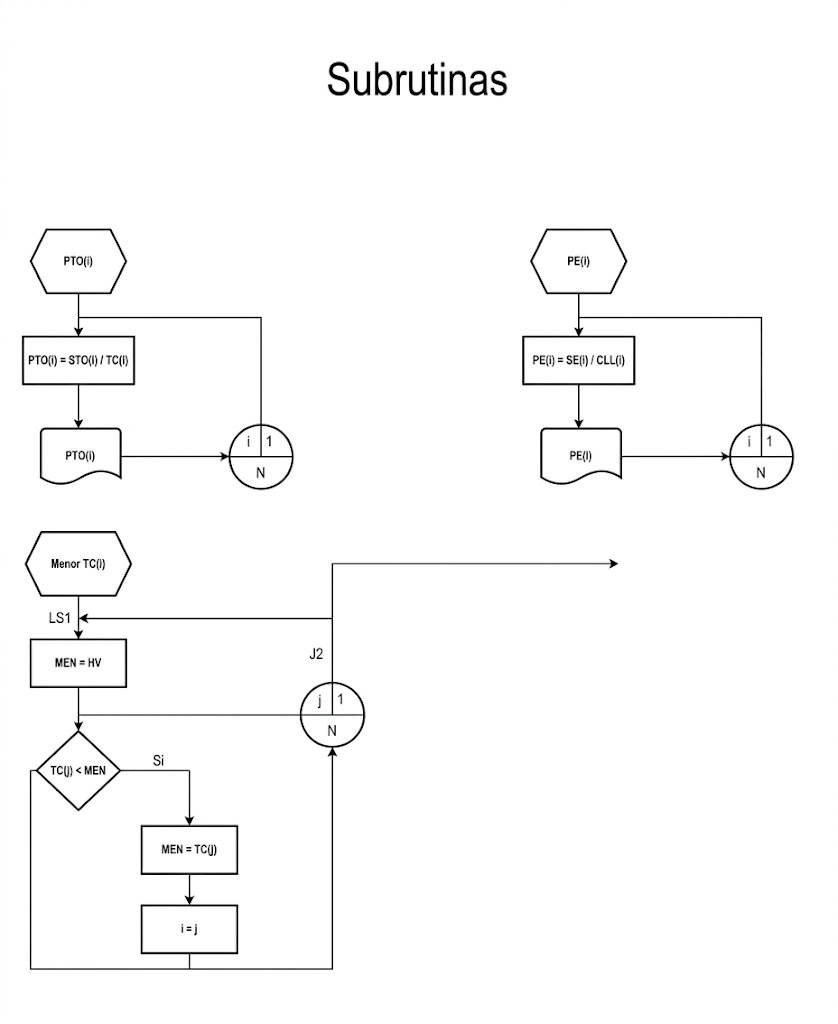 Subrutinas
PTO(i)
PTO(i) = STO(i) / TC(i)
PTO(i)
i 1
N
PE(i)
PE(i) = SE(i) / CLL(i)
PE(i)
i 1
N
Menor TC(i)
LS1
MEN = HV
J2
j 1
N
TC(j) < MEN
Si
MEN = TC(j)
i = j